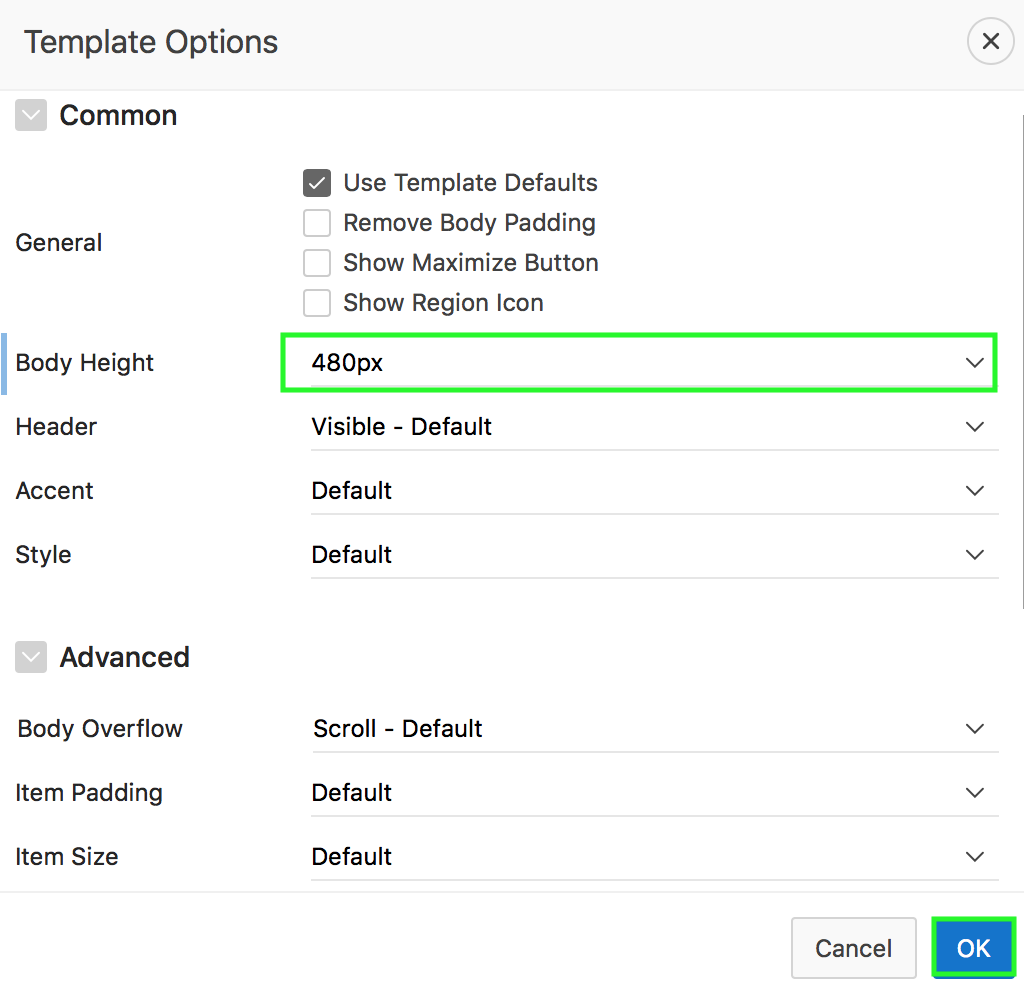 Template Options
Common
General
Use Template Defaults
Remove Body Padding
Show Maximize Button
Show Region Icon
Body Height 480px
Header Visible - Default
Accent Default
Style Default
Advanced
Body Overflow Scroll - Default
Item Padding Default
Item Size Default
Cancel OK